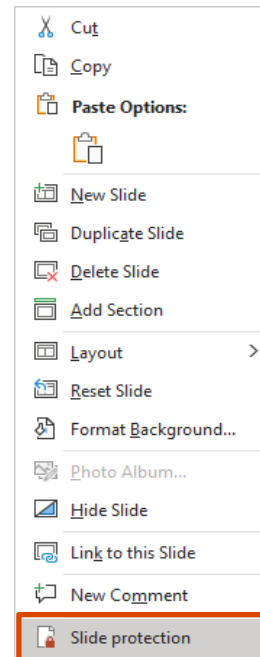 Cut
Copy
Paste Options:
New Slide
Duplicate Slide
Delete Slide
Add Section
Layout
Reset Slide
Format Background...
Photo Album...
Hide Slide
Link to this Slide
New Comment
Slide protection